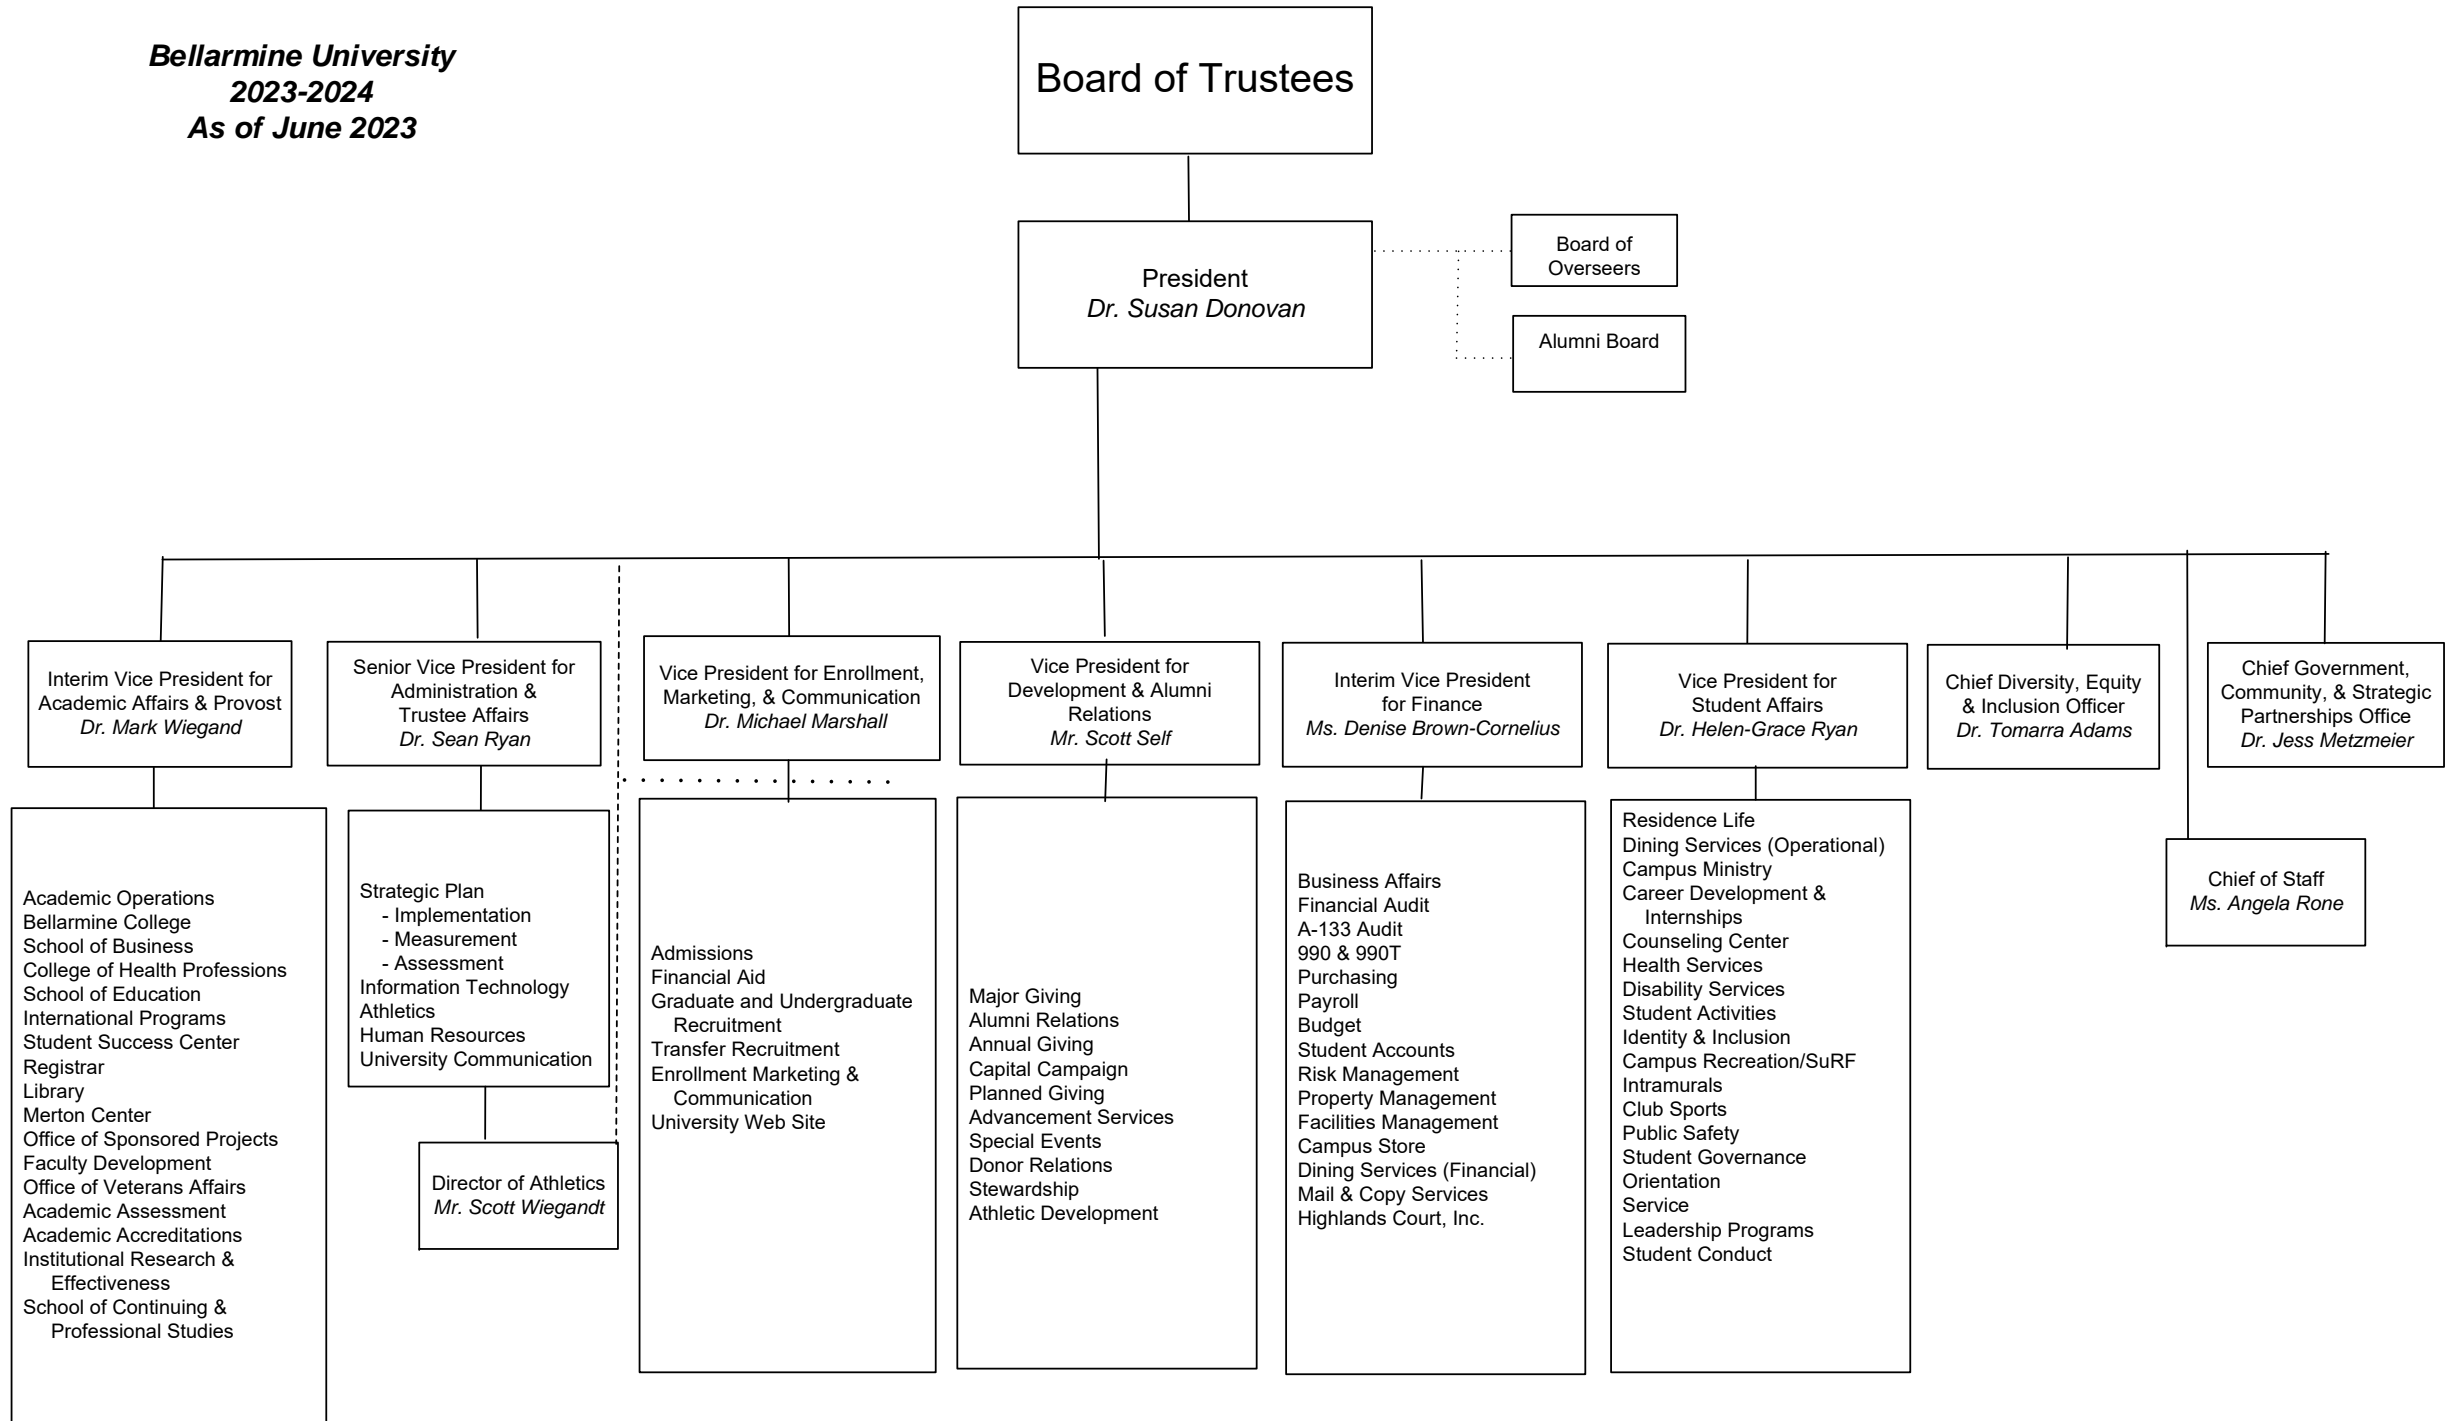 Bellarmine University
2023-2024
As of June 2023
Board of Trustees
President
Dr. Susan Donovan
Board of
Overseers
Alumni Board
Interim Vice President for
Academic Affairs & Provost
Dr. Mark Wiegand
Senior Vice President for
Administration &
Trustee Affairs
Dr. Sean Ryan
Vice President for Enrollment,
Marketing, & Communication
Dr. Michael Marshall
Vice President for
Development & Alumni
Relations
Mr. Scott Self
Interim Vice President
for Finance
Ms. Denise Brown-Cornelius
Vice President for
Student Affairs
Dr. Helen-Grace Ryan
Chief Diversity, Equity
& Inclusion Officer
Dr. Tomarra Adams
Chief Government,
Community, & Strategic
Partnerships Office
Dr. Jess Metzmeier
Academic Operations
Bellarmine College
School of Business
College of Health Professions
School of Education
International Programs
Student Success Center
Registrar
Library
Merton Center
Office of Sponsored Projects
Faculty Development
Office of Veterans Affairs
Academic Assessment
Academic Accreditations
Institutional Research &
Effectiveness
School of Continuing &
Professional Studies
Strategic Plan
- Implementation
- Measurement
- Assessment
Information Technology
Athletics
Human Resources
University Communication
Director of Athletics
Mr. Scott Wiegandt
Admissions
Financial Aid
Graduate and Undergraduate
Recruitment
Transfer Recruitment
Enrollment Marketing &
Communication
University Web Site
Major Giving
Alumni Relations
Annual Giving
Capital Campaign
Planned Giving
Advancement Services
Special Events
Donor Relations
Stewardship
Athletic Development
Business Affairs
Financial Audit
A-133 Audit
990 & 990T
Purchasing
Payroll
Budget
Student Accounts
Risk Management
Property Management
Facilities Management
Campus Store
Dining Services (Financial)
Mail & Copy Services
Highlands Court, Inc.
Residence Life
Dining Services (Operational)
Campus Ministry
Career Development &
Internships
Counseling Center
Health Services
Disability Services
Student Activities
Identity & Inclusion
Campus Recreation/SuRF
Intramurals
Club Sports
Public Safety
Student Governance
Orientation
Service
Leadership Programs
Student Conduct
Chief of Staff
Ms. Angela Rone